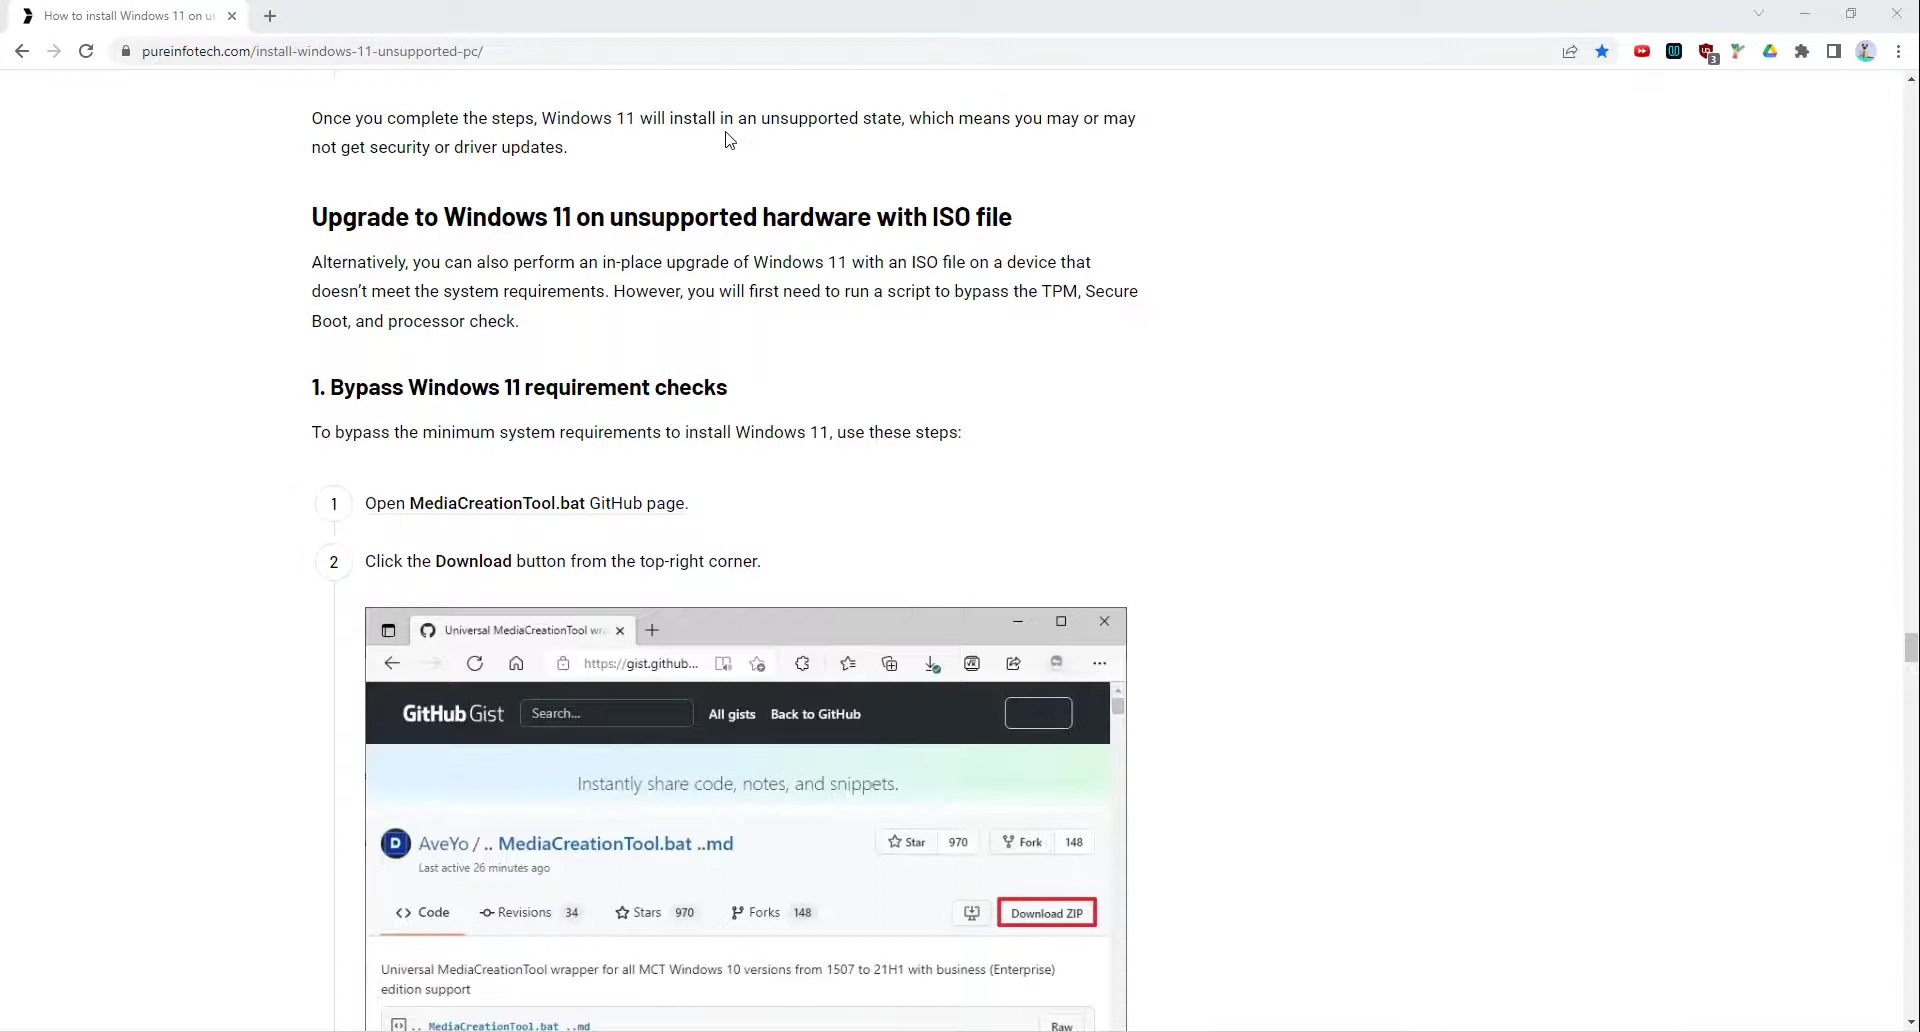 How to install Windows 11 on u
pureinfotech.com/install-windows-11-unsupported-pc/
3
Once you complete the steps, Windows 11 will install in an unsupported state, which means you may or may
not get security or driver updates.
Upgrade to Windows 11 on unsupported hardware with ISO file
Alternatively, you can also perform an in-place upgrade of Windows 11 with an ISO file on a device that
doesn’t meet the system requirements. However, you will first need to run a script to bypass the TPM, Secure
Boot, and processor check.
1. Bypass Windows 11 requirement checks
To bypass the minimum system requirements to install Windows 11, use these steps:
1 Open MediaCreationTool.bat GitHub page.
2 Click the Download button from the top-right corner.
Universal MediaCreationTool wr
https://gist.github...
GitHub Gist Search... All gists Back to GitHub
Instantly share code, notes, and snippets.
D AveYo / .. MediaCreationTool.bat ..md Star 970 Fork 148
Last active 26 minutes ago
Code Revisions 34 Stars 970 Forks 148 Download ZIP
Universal MediaCreationTool wrapper for all MCT Windows 10 versions from 1507 to 21H1 with business (Enterprise)
edition support
.. MediaCreationTool.bat ..md Raw